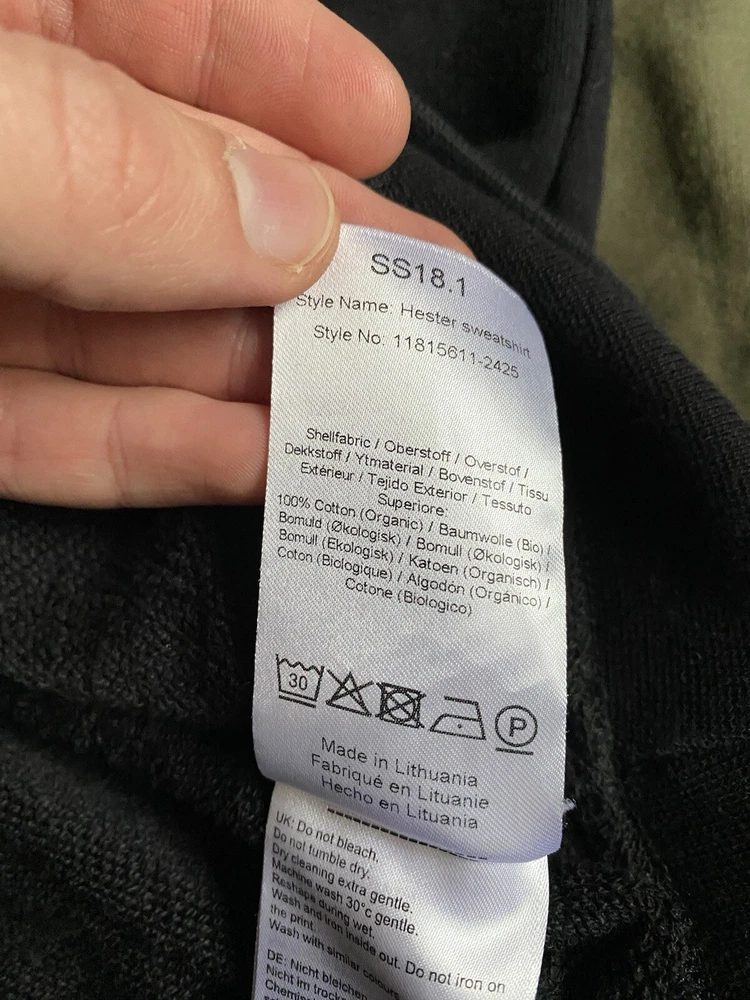 SS18.1
Style Name: Hester sweatshirt
Style No: 11815611-2425
Shellfabric / Oberstoff / Overstof /
Dekkstoff / Ytmaterial / Bovenstof / Tissu
Extérieur / Tejido Exterior / Tessuto
Superiore:
100% Cotton (Organic) / Baumwolle (Bio) /
Bomuld (Økologisk) / Bomull (Økologisk) /
Bomull (Ekologisk) / Katoen (Organisch) /
Coton (Biologique) / Algodón (Orgánico) /
Cotone (Biologico)
30 P
Made in Lithuania
Fabriqué en Lituanie
Hecho en Lituania
UK: Do not bleach.
Do not tumble dry.
Dry cleaning extra gentle.
Machine wash 30°c gentle.
Reshape during wet.
Wash and iron inside out. Do not iron on
the print.
Wash with similar colours
DE: Nicht bleichen
Nicht im